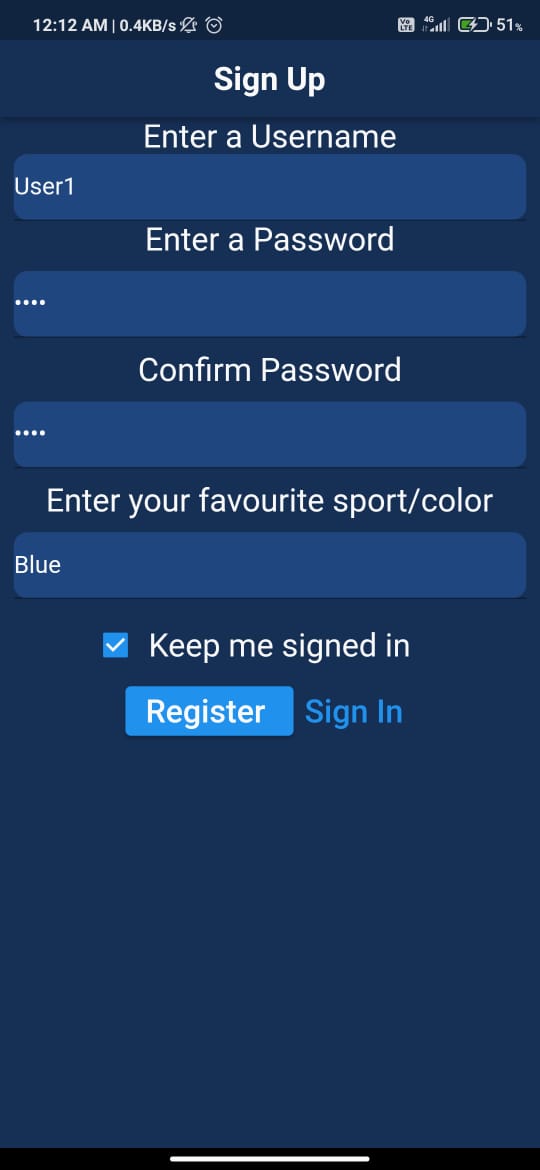 12:12 AM | 0.4KB/s
Vo LTE 4G 51%
Sign Up
Enter a Username
User1
Enter a Password
••••
Confirm Password
••••
Enter your favourite sport/color
Blue
Keep me signed in
Register Sign In